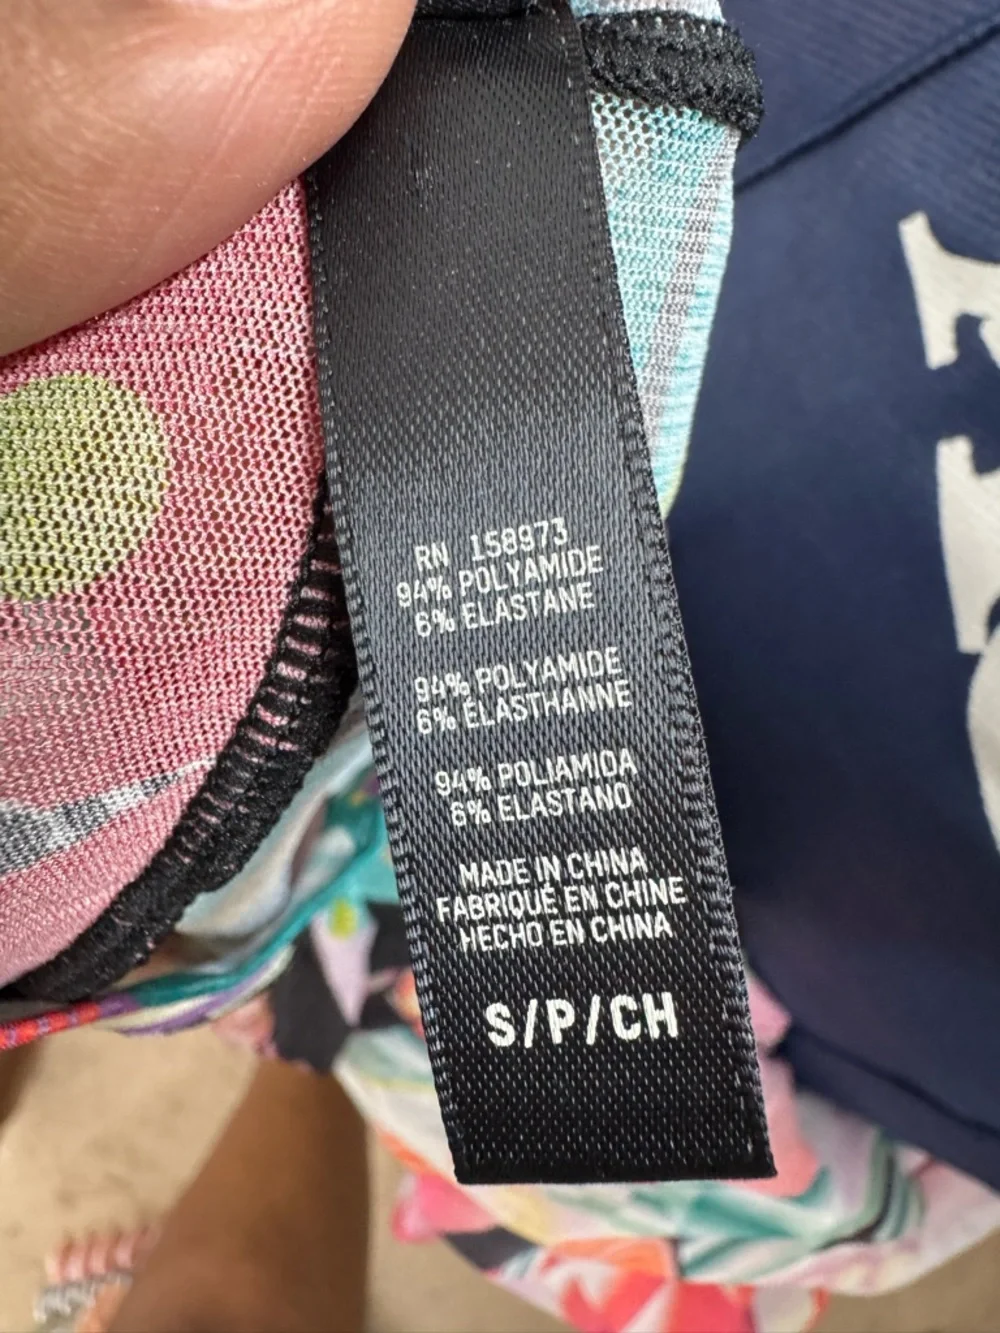 RN 158973
94% POLYAMIDE
6% ELASTANE
94% POLYAMIDE
6% ÉLASTHANNE
94% POLIAMIDA
6% ELASTANO
MADE IN CHINA
FABRIQUÉ EN CHINE
HECHO EN CHINA
S/P/CH